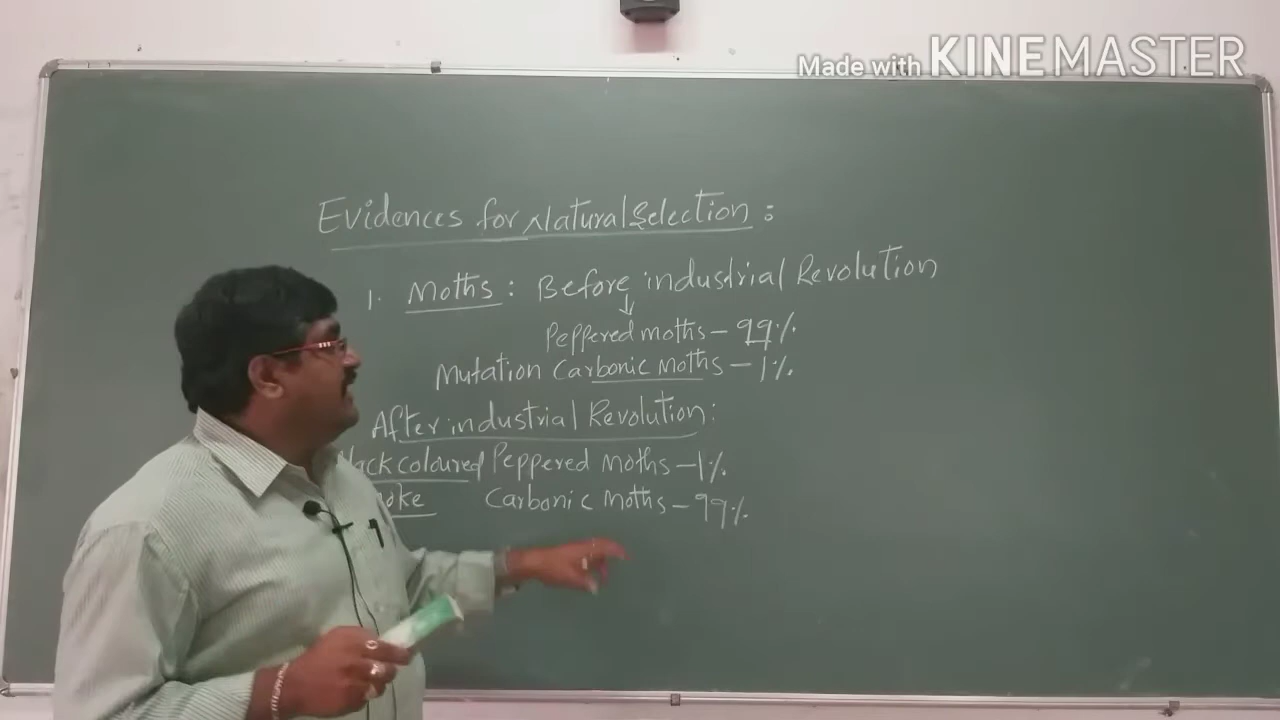 Made with KINEMASTER
Evidences for Natural Selection :
1. Moths : Before industrial Revolution
Peppered moths - 99%
Mutation Carbonic moths - 1%
After industrial Revolution :
coloured Peppered Moths - 1%
Carbonic Moths - 99%